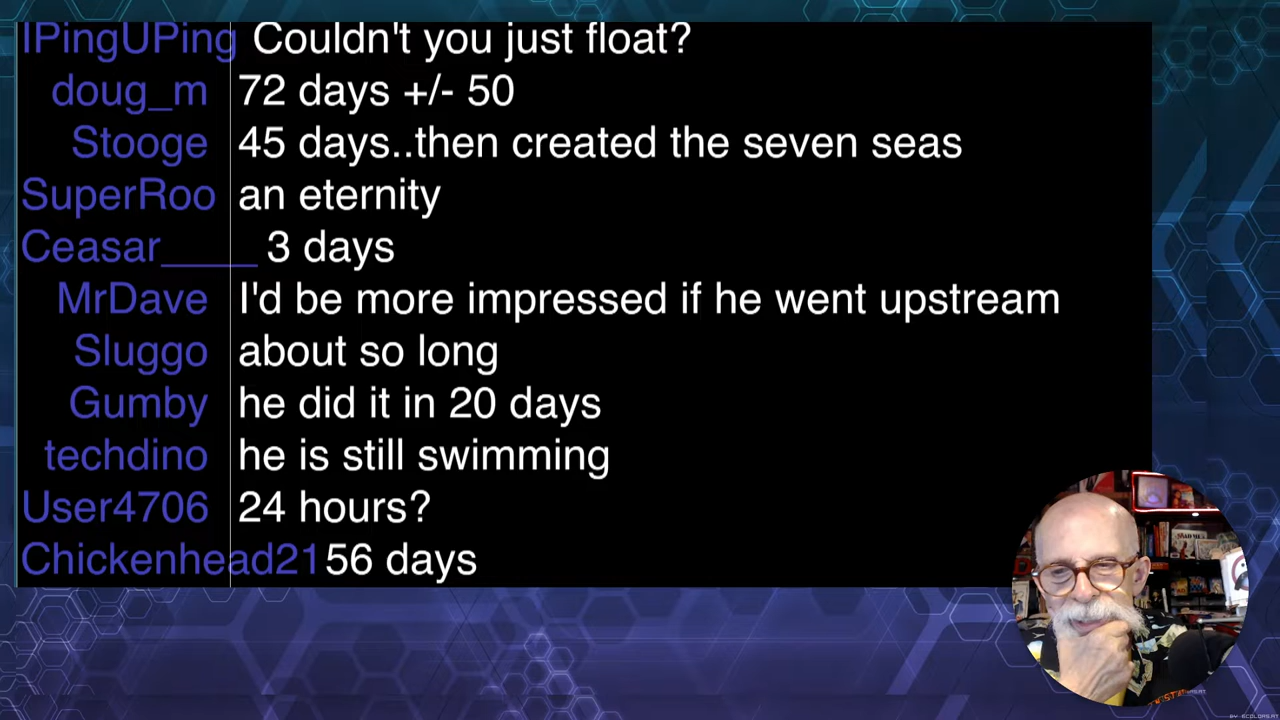 IPingUPing Couldn't you just float?
doug_m 72 days +/- 50
Stooge 45 days..then created the seven seas
SuperRoo an eternity
Ceasar____ 3 days
MrDave I'd be more impressed if he went upstream
Sluggo about so long
Gumby he did it in 20 days
techdino he is still swimming
User4706 24 hours?
Chickenhead21 56 days